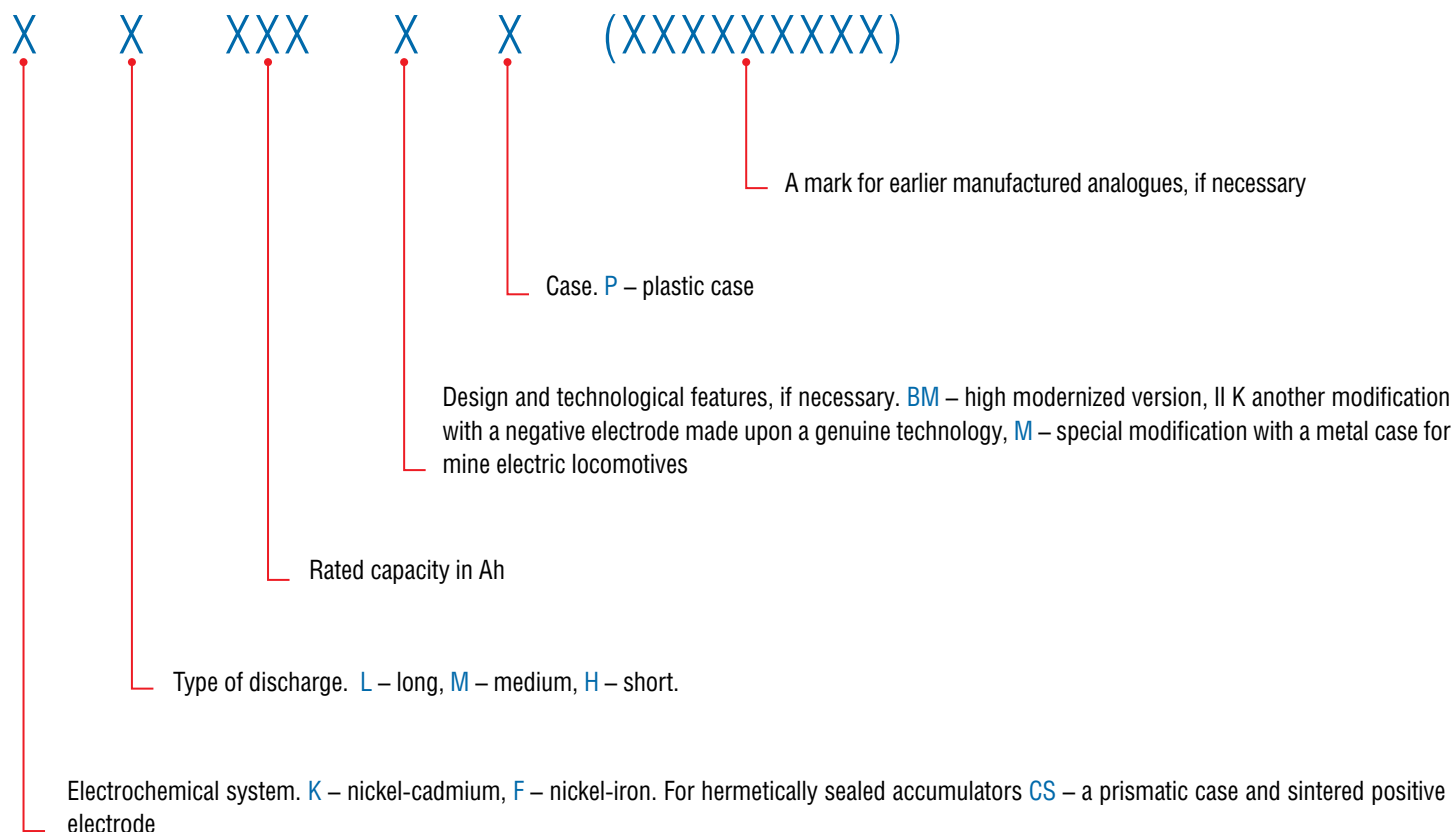 X X XXX X X (XXXXXXXXX)
A mark for earlier manufactured analogues, if necessary
Case. P – plastic case
Design and technological features, if necessary. BM – high modernized version, II K another modification
with a negative electrode made upon a genuine technology, M – special modification with a metal case for
mine electric locomotives
Rated capacity in Ah
Type of discharge. L – long, M – medium, H – short.
Electrochemical system. K – nickel-cadmium, F – nickel-iron. For hermetically sealed accumulators CS – a prismatic case and sintered positive
electrode